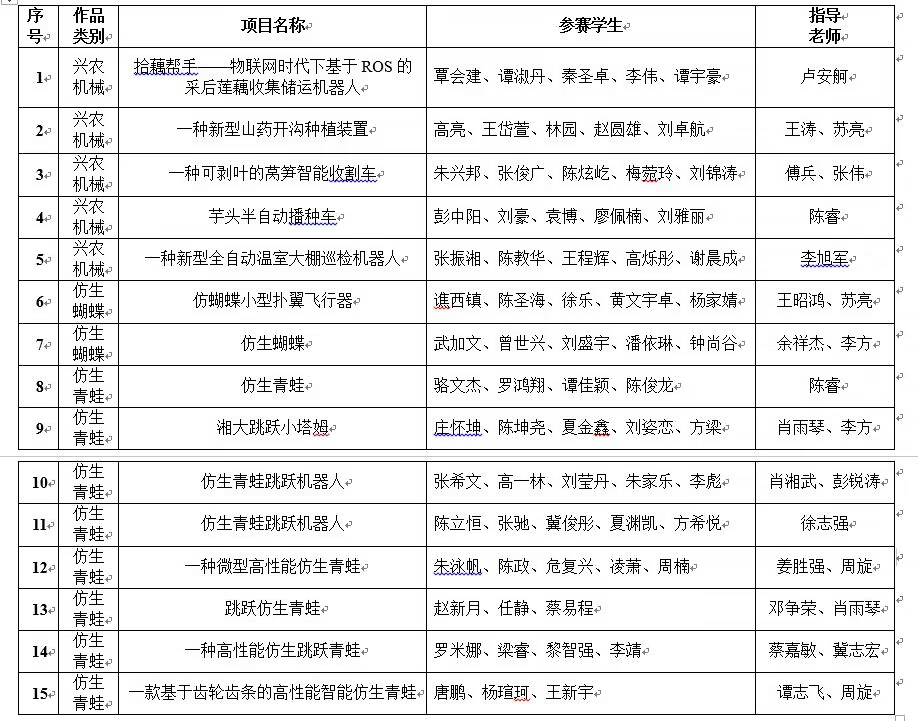 序 作品 项目名称 参赛学生 指导
号 类别 老师
1 兴农 拾藕帮手——物联网时代下基于 ROS 的 覃会建、谭淑丹、秦圣卓、李伟、谭宇豪 卢安舸
机械 采后莲藕收集储运机器人
2 兴农 一种新型山药开沟种植装置 高亮、王岱萱、林园、赵圆雄、刘卓航 王涛、苏亮
机械
3 兴农 一种可剥叶的莴笋智能收割车 朱兴邦、张俊广、陈炫屹、梅菀玲、刘锦涛 傅兵、张伟
机械
4 兴农 芋头半自动播种车 彭中阳、刘豪、袁博、廖佩楠、刘雅丽 陈睿
机械
5 兴农 一种新型全自动温室大棚巡检机器人 张振湘、陈教华、王程辉、高烁彤、谢晨成 李旭军
机械
6 仿生 仿蝴蝶小型扑翼飞行器 谯西镇、陈圣海、徐乐、黄文宇卓、杨家婧 王昭鸿、苏亮
蝴蝶
7 仿生 仿生蝴蝶 武加文、曾世兴、刘盛宇、潘依琳、钟尚谷 余祥杰、李方
蝴蝶
8 仿生 仿生青蛙 骆文杰、罗鸿翔、谭佳颖、陈俊龙 陈睿
青蛙
9 仿生 湘大跳跃小塔姆 庄怀坤、陈坤尧、夏金鑫、刘姿恋、方梁 肖雨琴、李方
青蛙
10 仿生 仿生青蛙跳跃机器人 张希文、高一林、刘莹丹、朱家乐、李彪 肖湘武、彭锐涛
青蛙
11 仿生 仿生青蛙跳跃机器人 陈立恒、张驰、冀俊彤、夏渊凯、方希悦 徐志强
青蛙
12 仿生 一种微型高性能仿生青蛙 朱泳帆、陈政、危复兴、凌萧、周楠 姜胜强、周旋
青蛙
13 仿生 跳跃仿生青蛙 赵新月、任静、蔡易程 邓争荣、肖雨琴
青蛙
14 仿生 一种高性能仿生跳跃青蛙 罗米娜、梁睿、黎智强、李靖 蔡嘉敏、冀志宏
青蛙
15 仿生 一款基于齿轮齿条的高性能智能仿生青蛙 唐鹏、杨瑄珂、王新宇 谭志飞、周旋
青蛙